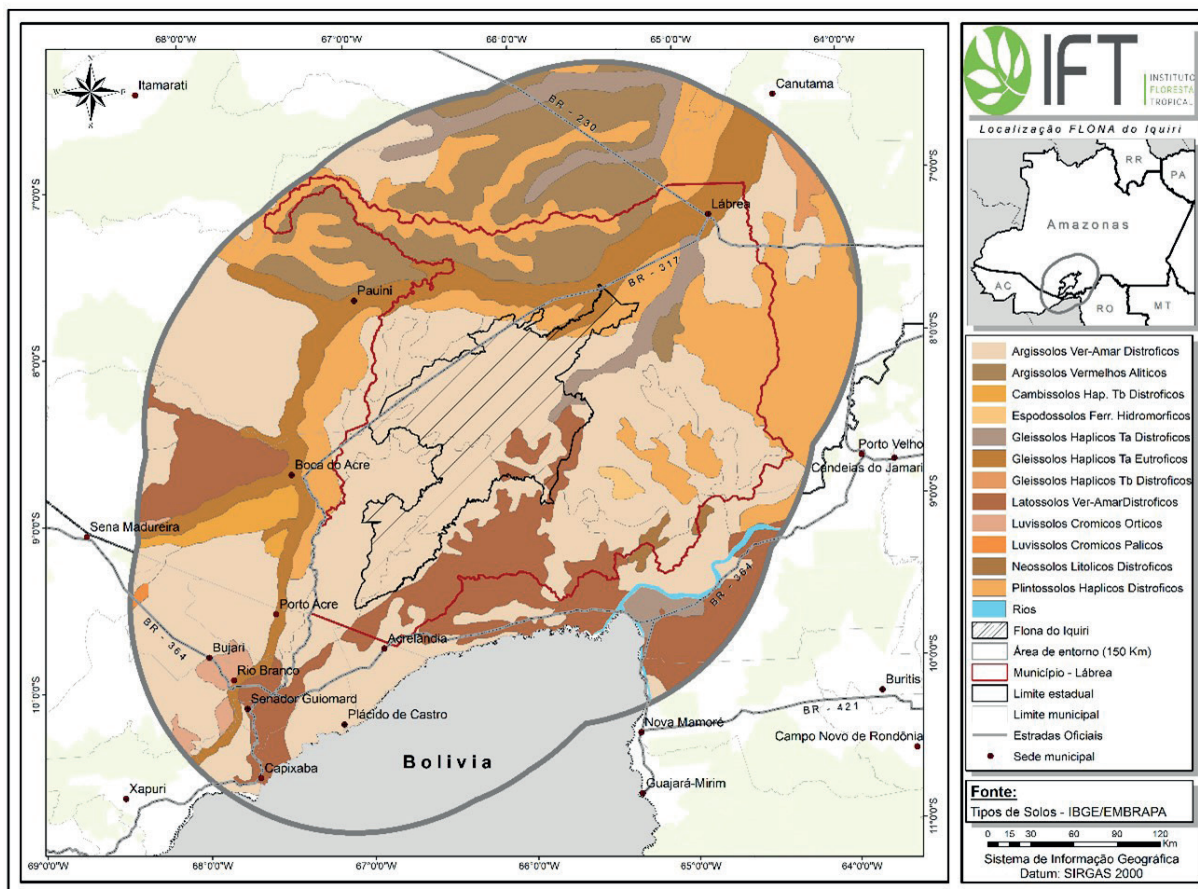 68°0'0"W
67°0'0"W
66°0'0"W
65°0'0"W
64°0'0"W
N
W
E
S
Itamarati
Canutama
BR - 230
7°0'0"S
7°0'0"S
Lábrea
BR - 317
Pauini
8°0'0"S
8°0'0"S
Boca do Acre
Porto Velho
Candeias do Jamari
9°0'0"S
9°0'0"S
Sena Madureira
BR - 364
Porto Acre
BR - 364
Acrelândia
Bujari
Rio Branco
10°0'0"S
10°0'0"S
Senador Guiomard
Plácido de Castro
Buritis
BR - 421
Nova Mamoré
Campo Novo de Rondônia
Bolivia
Capixaba
Xapuri
Guajará-Mirim
11°0'0"S
69°0'0"W
68°0'0"W
67°0'0"W
66°0'0"W
65°0'0"W
64°0'0"W
IFT
INSTITUTO
FLORESTA
TROPICAL
Localização FLONA do Iquiri
RR
PA
Amazonas
AC
RO
MT
Argissolos Ver-Amar Distroficos
Argissolos Vermelhos Aliticos
Cambissolos Hap. Tb Distroficos
Espodossolos Ferr. Hidromorficos
Gleissolos Haplicos Ta Distroficos
Gleissolos Haplicos Ta Eutroficos
Gleissolos Haplicos Tb Distroficos
Latossolos Ver-AmarDistroficos
Luvissolos Cromicos Orticos
Luvissolos Cromicos Palicos
Neossolos Litolicos Distroficos
Plintossolos Haplicos Distroficos
Rios
Flona do Iquiri
Área de entorno (150 Km)
Município - Lábrea
Limite estadual
Limite municipal
Estradas Oficiais
Sede municipal
Fonte:
Tipos de Solos - IBGE/EMBRAPA
0 15 30 60 90 120
Km
Sistema de Informação Geográfica
Datum: SIRGAS 2000